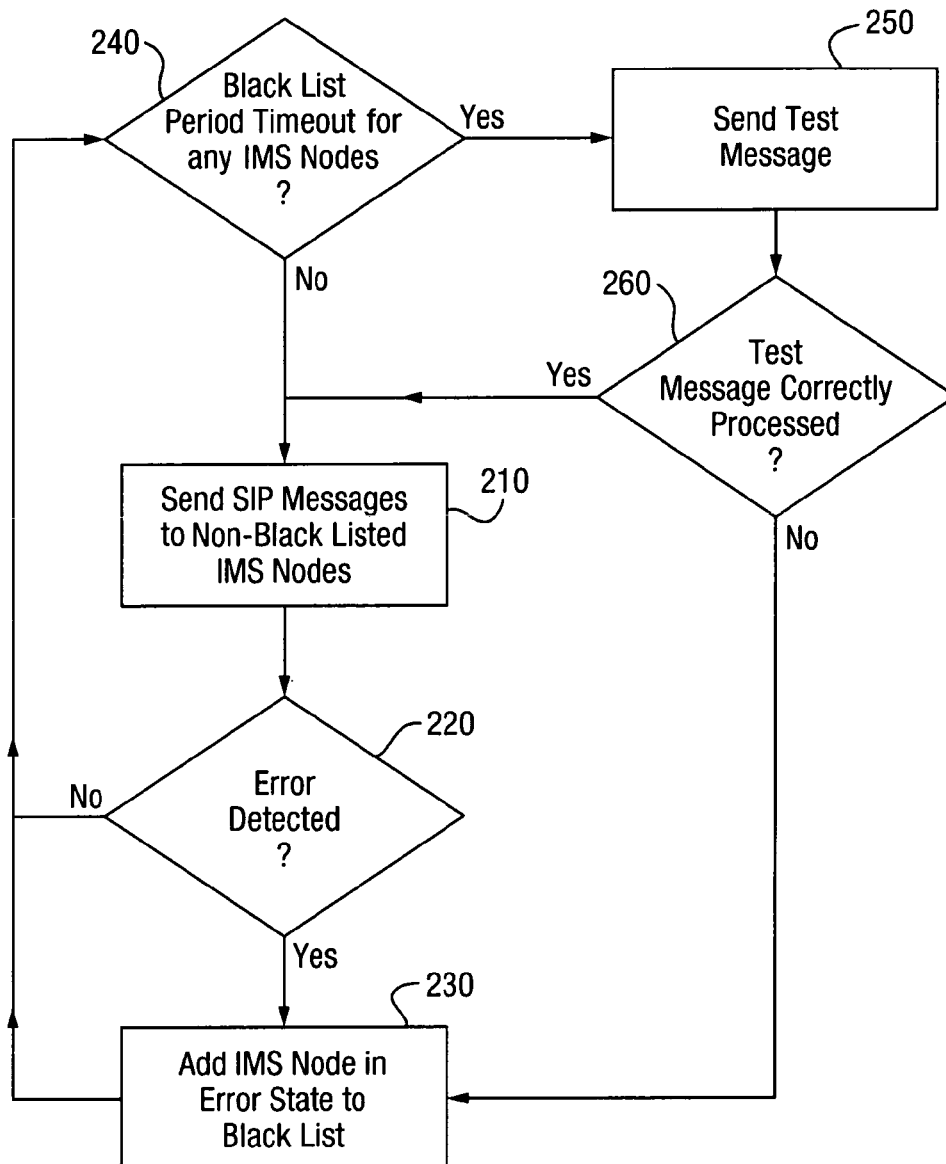 240
Black List
Period Timeout for
any IMS Nodes
?
Yes
No
250
Send Test
Message
260
Test
Message Correctly
Processed
?
Yes
No
210
Send SIP Messages
to Non-Black Listed
IMS Nodes
220
Error
Detected
?
No
Yes
230
Add IMS Node in
Error State to
Black List